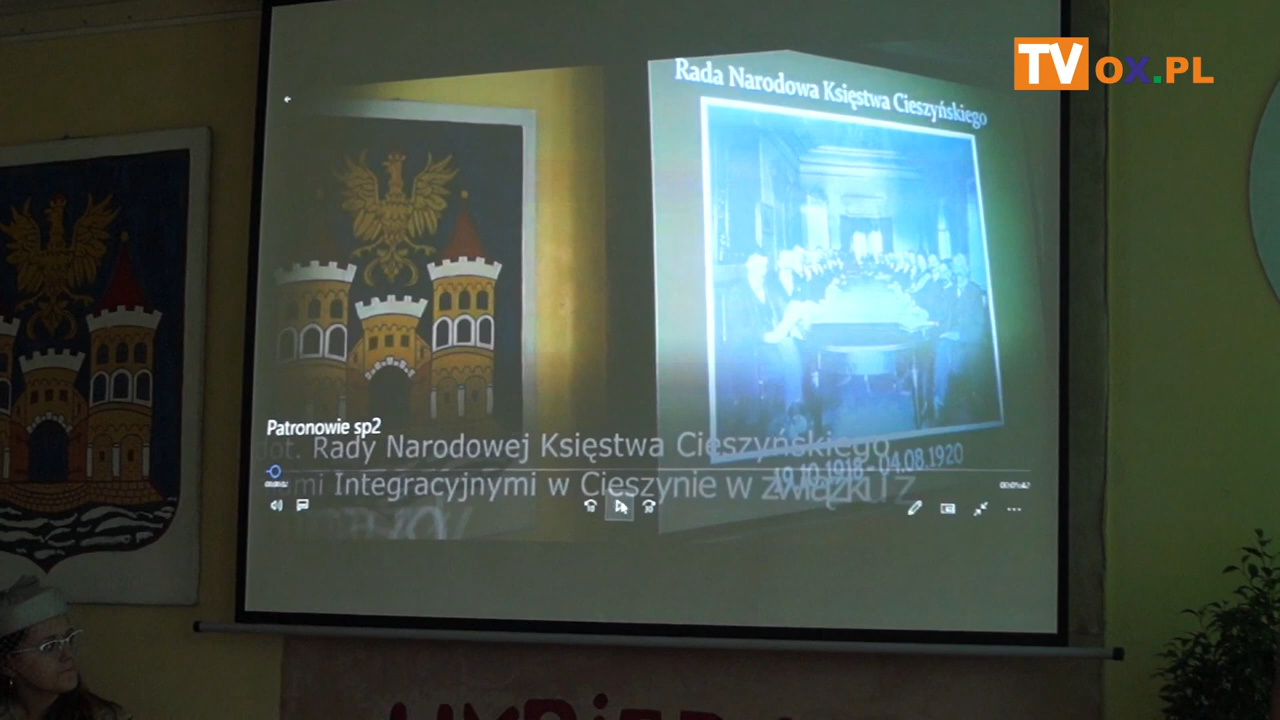 TVox.PL
Rada Narodowa Księstwa Cieszyńskiego
Patronowie sp2
Rady Narodowej Księstwa Cieszyńskiego
Integracyjnymi w Cieszynie w związku z
19.10.1918 - 04.08.1920